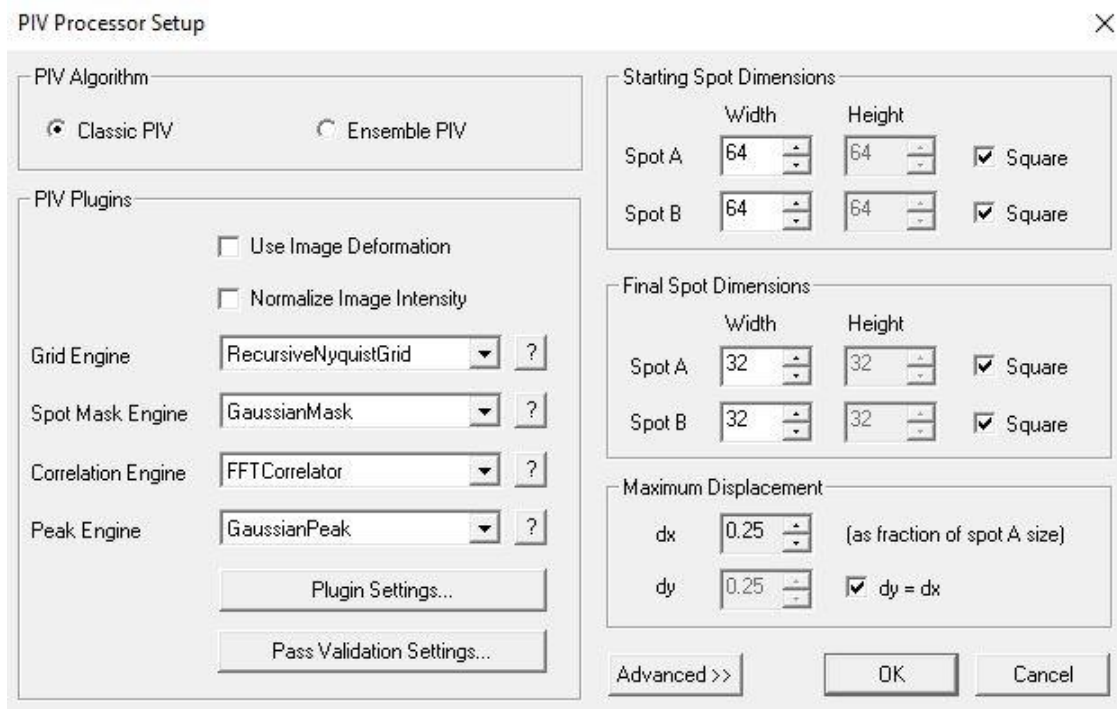 PIV Processor Setup
PIV Algorithm
Classic PIV
Ensemble PIV
PIV Plugins
Use Image Deformation
Normalize Image Intensity
Grid Engine RecursiveNyquistGrid ?
Spot Mask Engine GaussianMask ?
Correlation Engine FFTCorrelator ?
Peak Engine GaussianPeak ?
Plugin Settings...
Pass Validation Settings...
Starting Spot Dimensions
Width Height
Spot A 64 64 Square
Spot B 64 64 Square
Final Spot Dimensions
Width Height
Spot A 32 32 Square
Spot B 32 32 Square
Maximum Displacement
dx 0.25 (as fraction of spot A size)
dy 0.25 dy = dx
Advanced >> OK Cancel